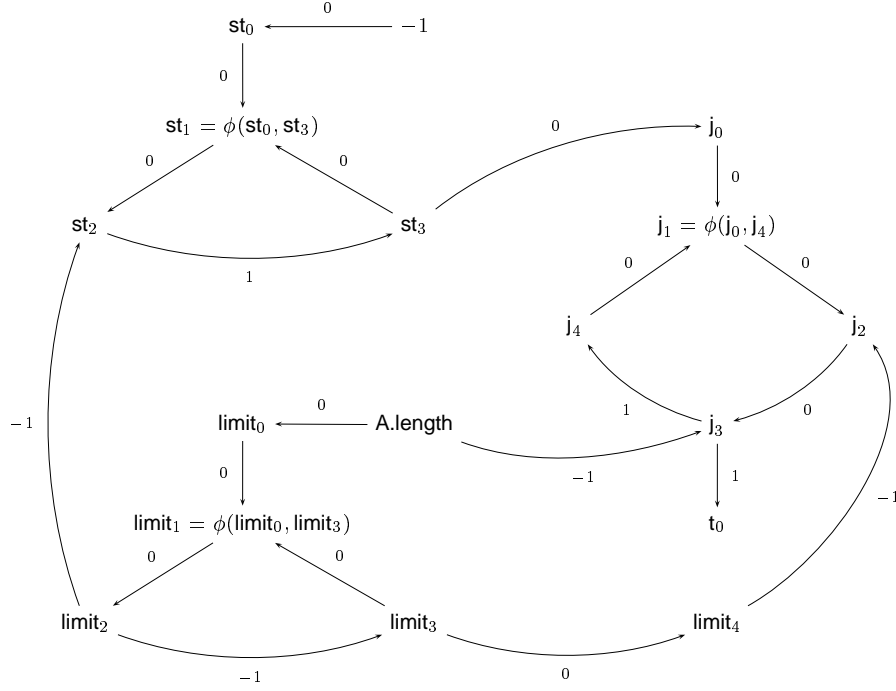 0
st₀ −1
0
st₁ = φ(st₀, st₃) 0 j₀
0 0 0
st₂ st₃ j₁ = φ(j₀, j₄)
1 0 0
j₄ j₂
0 1 0
−1 limit₀ A.length j₃
0 −1 1 −1
limit₁ = φ(limit₀, limit₃) t₀
0 0
limit₂ limit₃ limit₄
−1 0